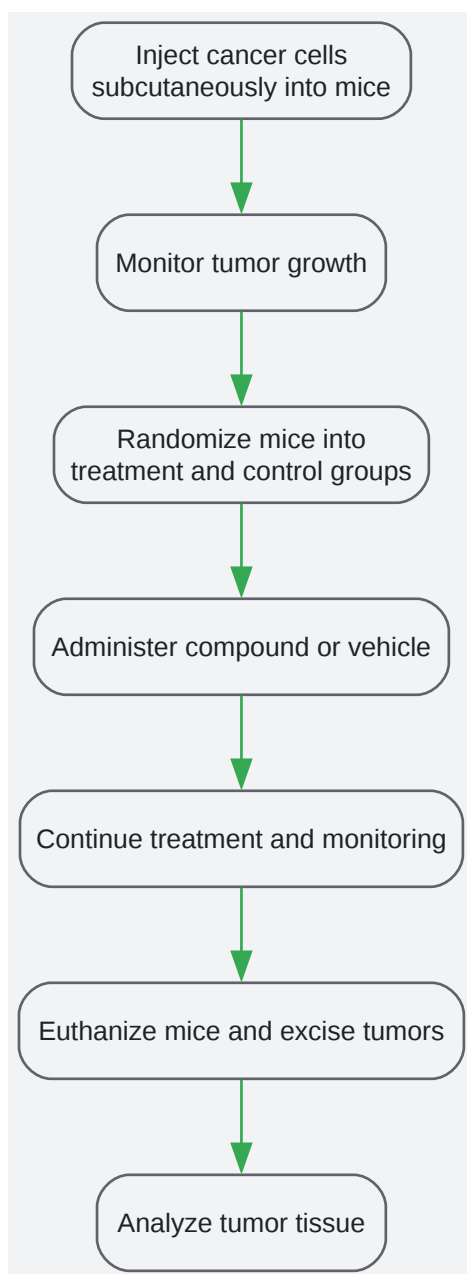 Inject cancer cells
subcutaneously into mice
Monitor tumor growth
Randomize mice into
treatment and control groups
Administer compound or vehicle
Continue treatment and monitoring
Euthanize mice and excise tumors
Analyze tumor tissue